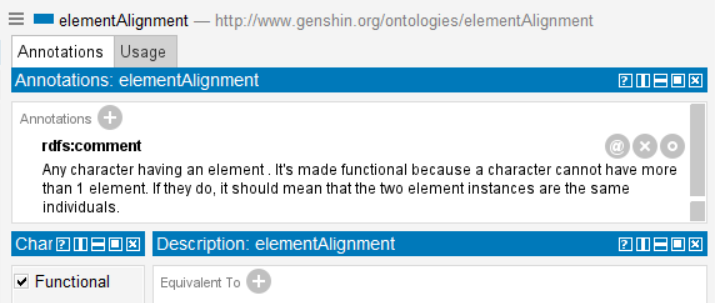 elementAlignment — http://www.genshin.org/ontologies/elementAlignment
Annotations Usage
Annotations: elementAlignment
Annotations
rdfs:comment
Any character having an element . It's made functional because a character cannot have more
than 1 element. If they do, it should mean that the two element instances are the same
individuals.
Char Description: elementAlignment
Functional Equivalent To